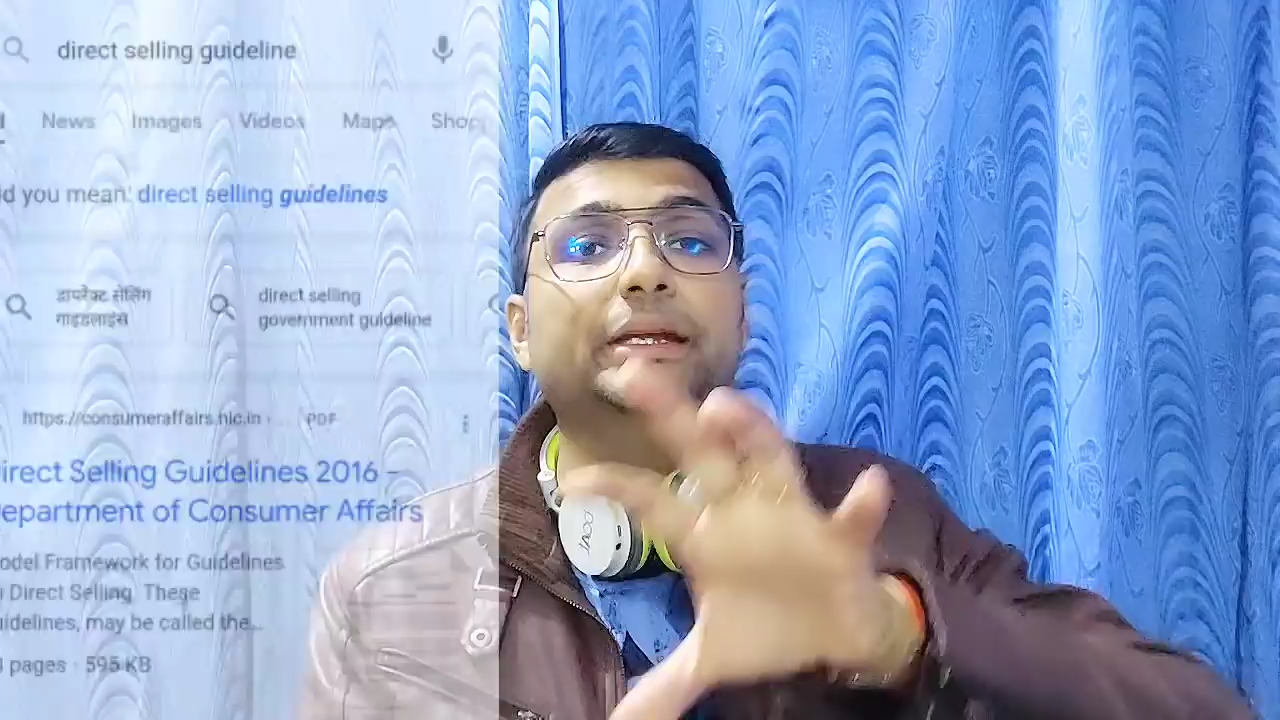 direct selling guideline
News Images Videos Maps Shop
id you mean: direct selling guidelines
डायरेक्ट सेलिंग
गाइडलाइंस
direct selling
government guideline
https://consumeraffairs.nic.in › ... PDF
irect Selling Guidelines 2016 -
epartment of Consumer Affairs
odel Framework for Guidelines
Direct Selling These
uidelines, may be called the...
pages · 595 KB